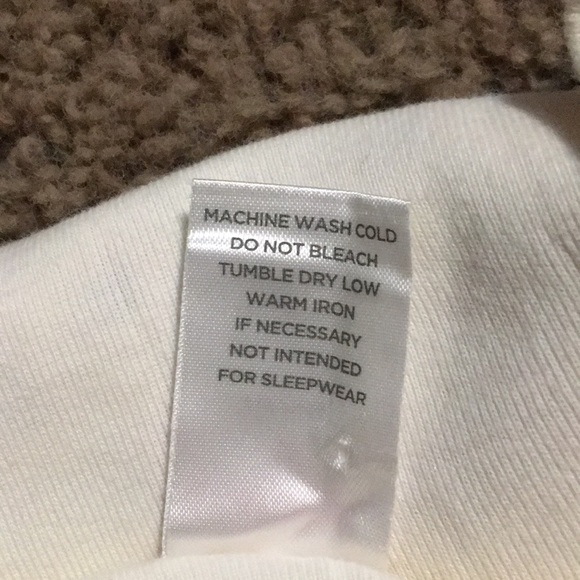 MACHINE WASH COLD
DO NOT BLEACH
TUMBLE DRY LOW
WARM IRON
IF NECESSARY
NOT INTENDED
FOR SLEEPWEAR